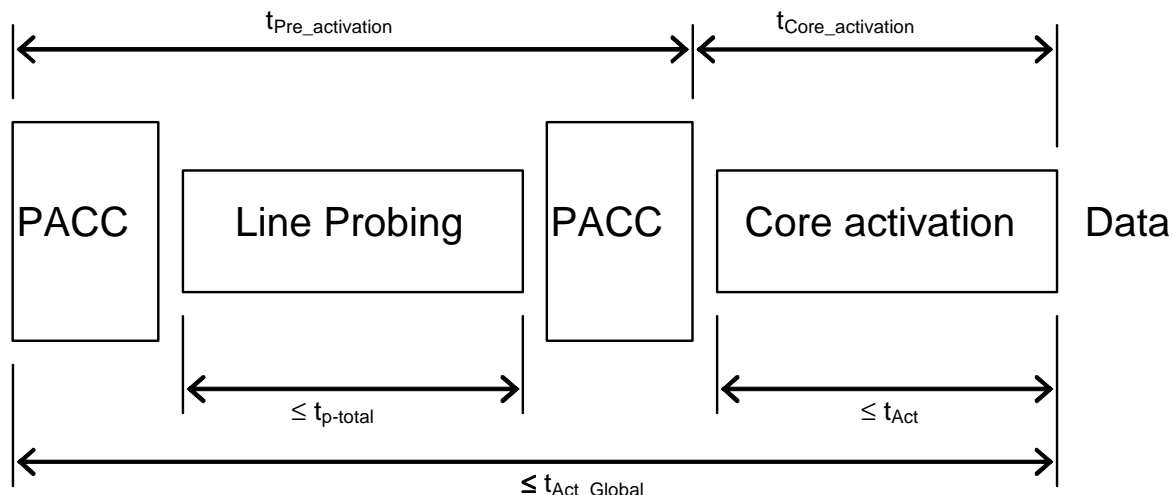 tPre_activation
tCore_activation
PACC
Line Probing
PACC
Core activation
Data
≤ tp-total
≤ tAct
≤ tAct_Global